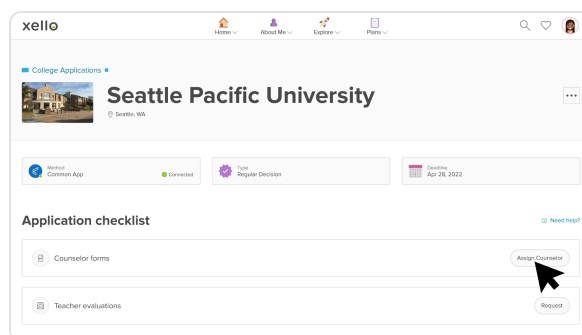 xello
Home
About Me
Explore
Plans
College Applications
Seattle Pacific University
Seattle, WA
Method
Common App
Connected
Type
Regular Decision
Deadline
Apr 28, 2022
Application checklist
Need help?
Counselor forms
Assign Counselor
Teacher evaluations
Request